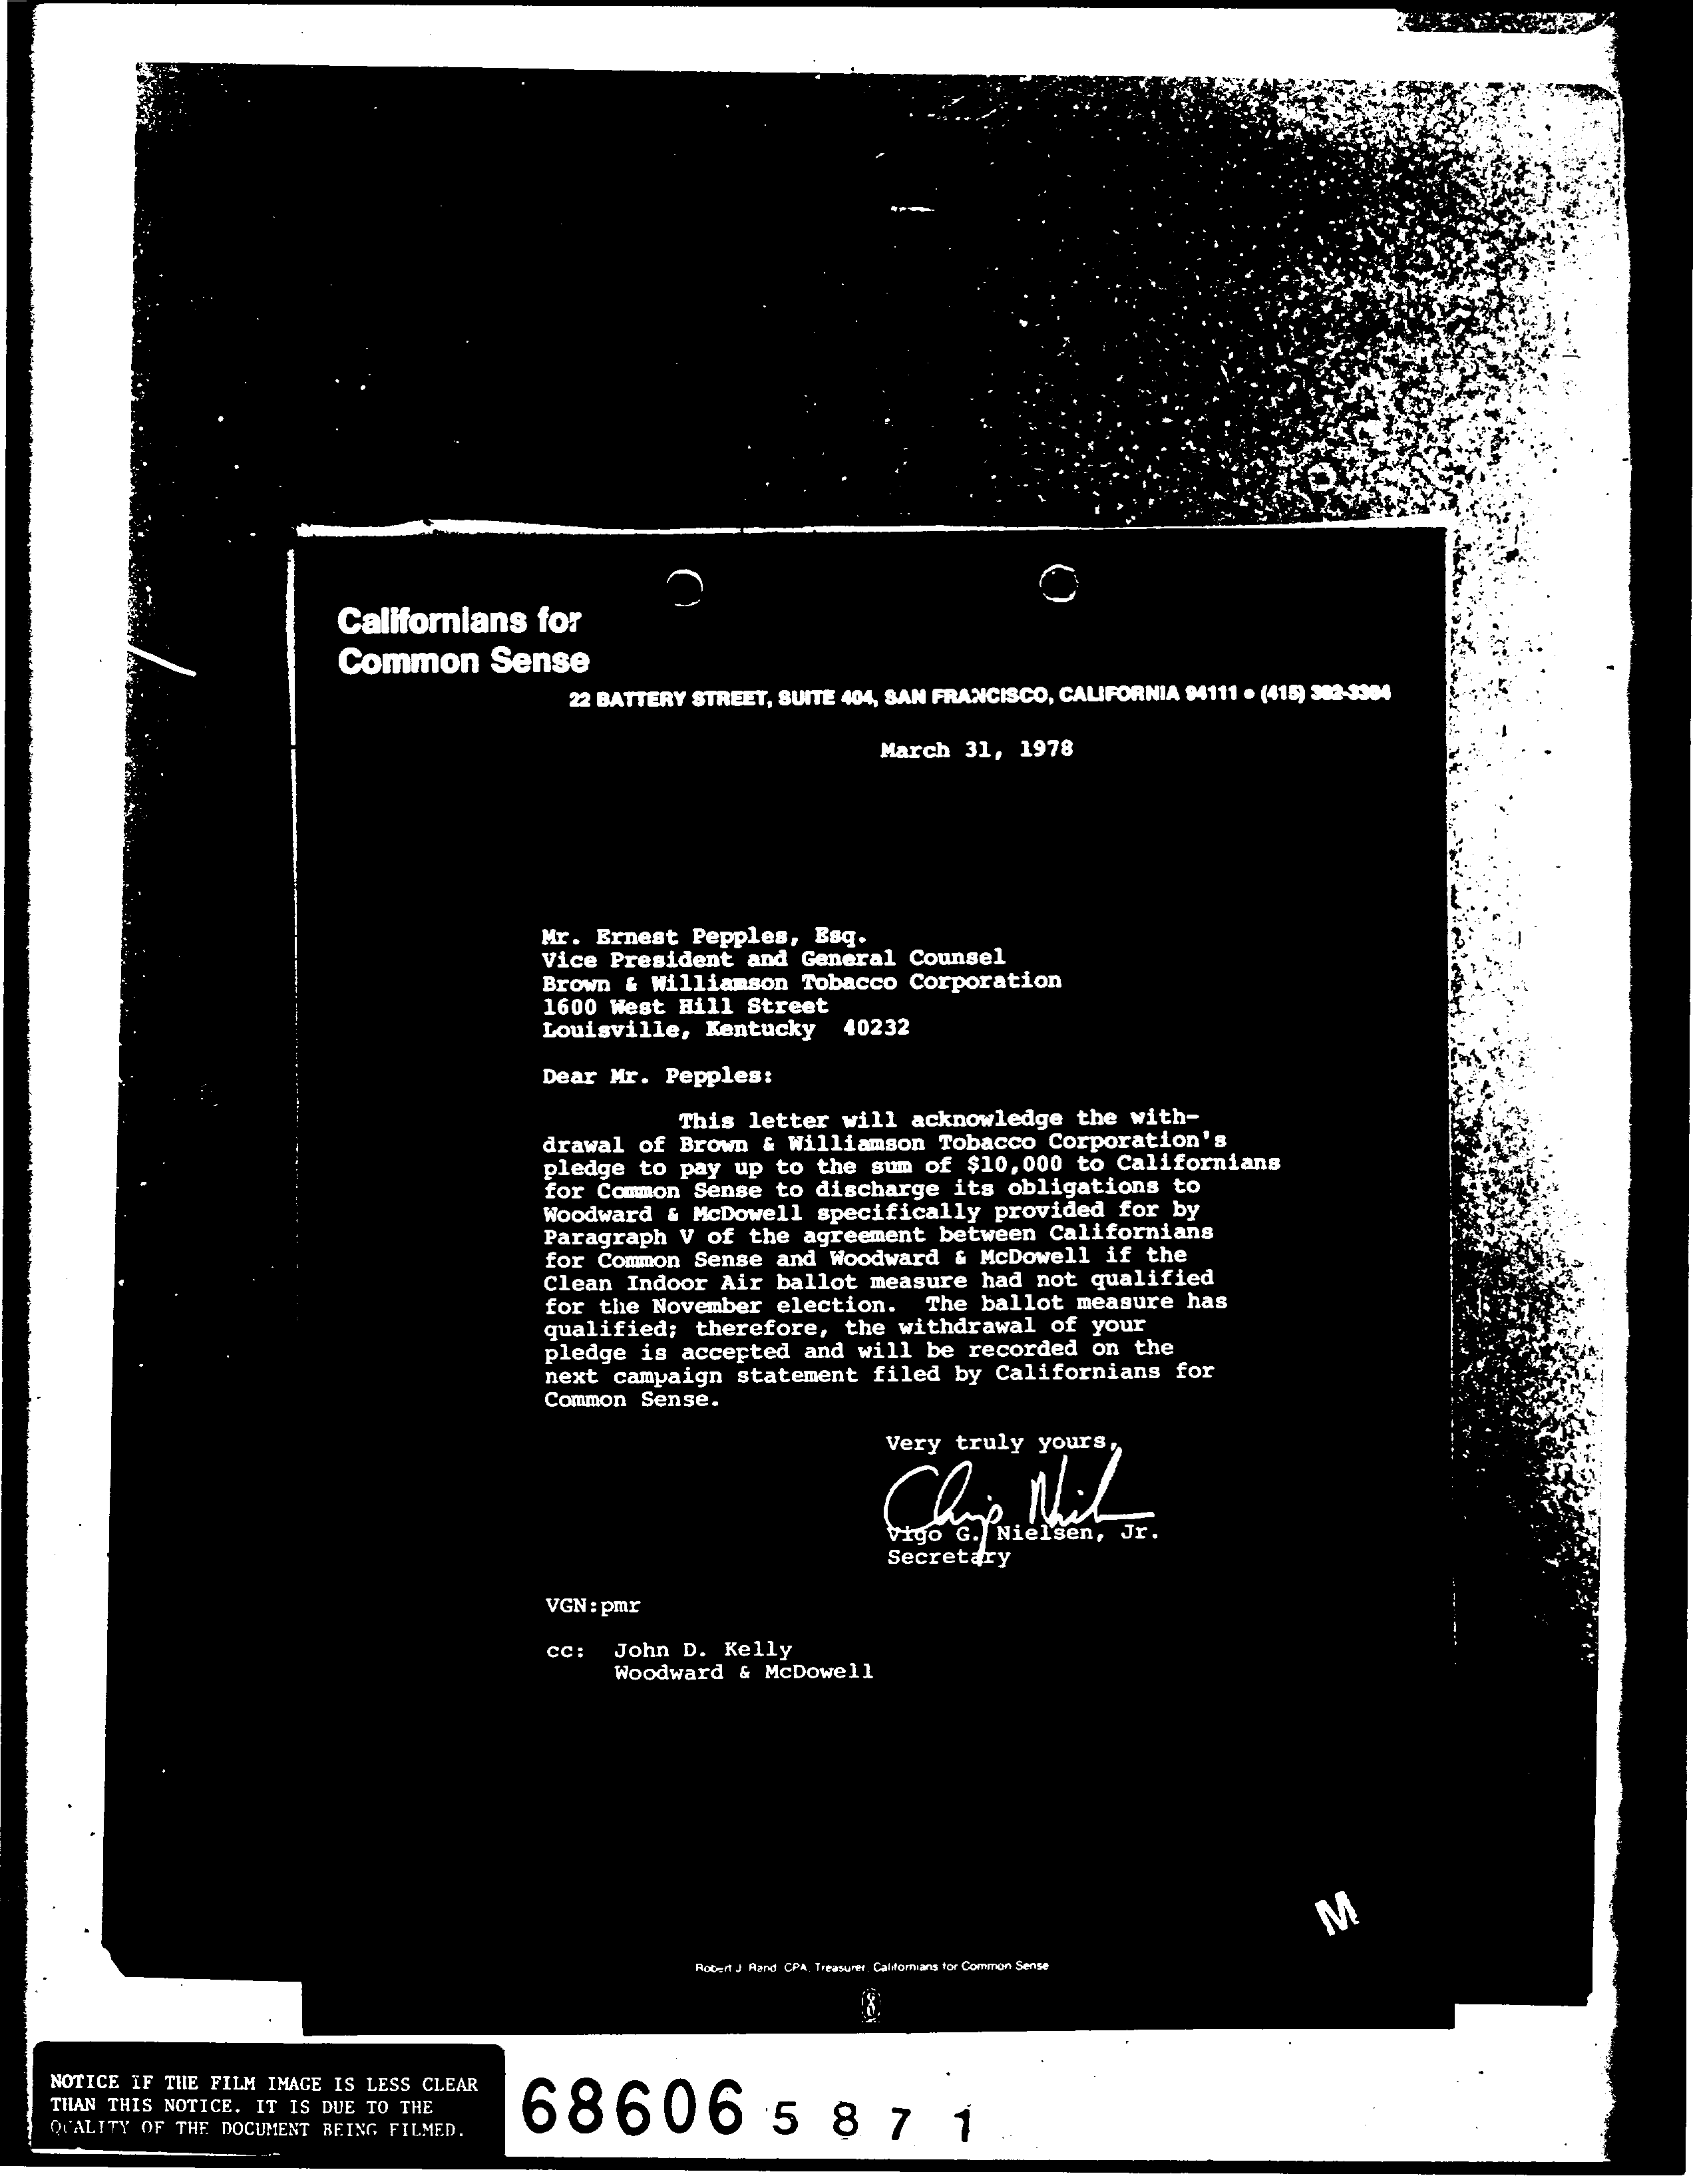 Californians for
Common Sense
22 BATTERY STREET, SUITE 404, SAN FRANCISCO, CALIFORNIA 94111 • (415) 382-3384
March 31, 1978
Mr. Ernest Pepples, Esq.
Vice President and General Counsel
Brown & Williamson Tobacco Corporation
1600 West Hill Street
Louisville, Kentucky 40232
Dear Mr. Pepples:
This letter will acknowledge the with-
drawal of Brown & Williamson Tobacco Corporation's
pledge to pay up to the sum of $10,000 to Californians
for Common Sense to discharge its obligations to
Woodward & McDowell specifically provided for by
Paragraph V of the agreement between Californians
for Common Sense and Woodward & McDowell if the
Clean Indoor Air ballot measure had not qualified
for the November election. The ballot measure has
qualified; therefore, the withdrawal of your
pledge is accepted and will be recorded on the
next campaign statement filed by Californians for
Common Sense.
Very truly yours,
Vigo G. Nielsen, Jr.
Secretary
VGN:pmr
cc: John D. Kelly
Woodward & McDowell
M
Robert J Rand CPA, Treasurer, Californians for Common Sense
NOTICE IF THE FILM IMAGE IS LESS CLEAR
THAN THIS NOTICE. IT IS DUE TO THE
QUALITY OF THE DOCUMENT BEING FILMED.
68606 5 8 7 1